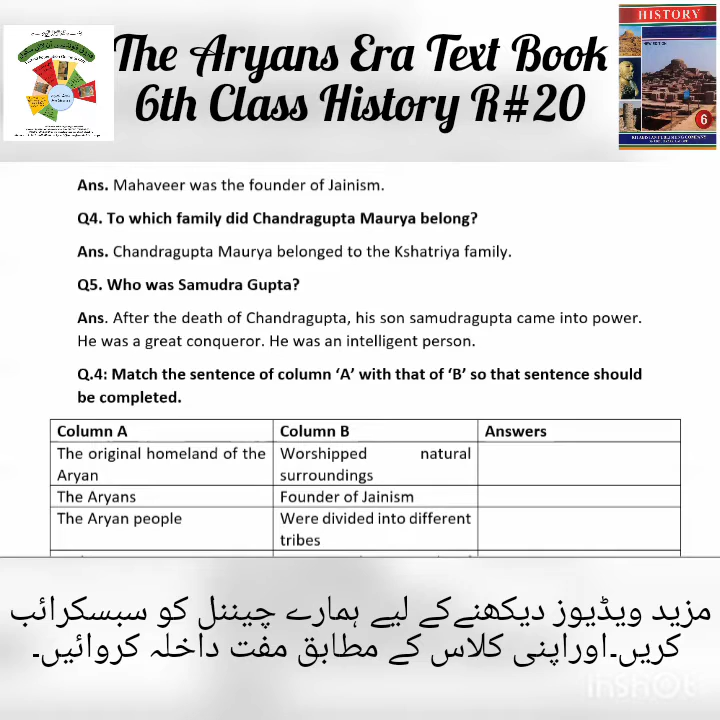 The Aryans Era Text Book
6th Class History R#20
HISTORY
6
Ans. Mahaveer was the founder of Jainism.
Q4. To which family did Chandragupta Maurya belong?
Ans. Chandragupta Maurya belonged to the Kshatriya family.
Q5. Who was Samudra Gupta?
Ans. After the death of Chandragupta, his son samudragupta came into power.
He was a great conqueror. He was an intelligent person.
Q.4: Match the sentence of column ‘A’ with that of ‘B’ so that sentence should
be completed.
Column A Column B Answers
The original homeland of the Worshipped natural
Aryan surroundings
The Aryans Founder of Jainism
The Aryan people Were divided into different
tribes
مزید ویڈیوز دیکھنےکے لیے ہمارے چیننل کو سبسکرائب
کریں۔اوراپنی کلاس کے مطابق مفت داخلہ کروائیں۔
InShOt